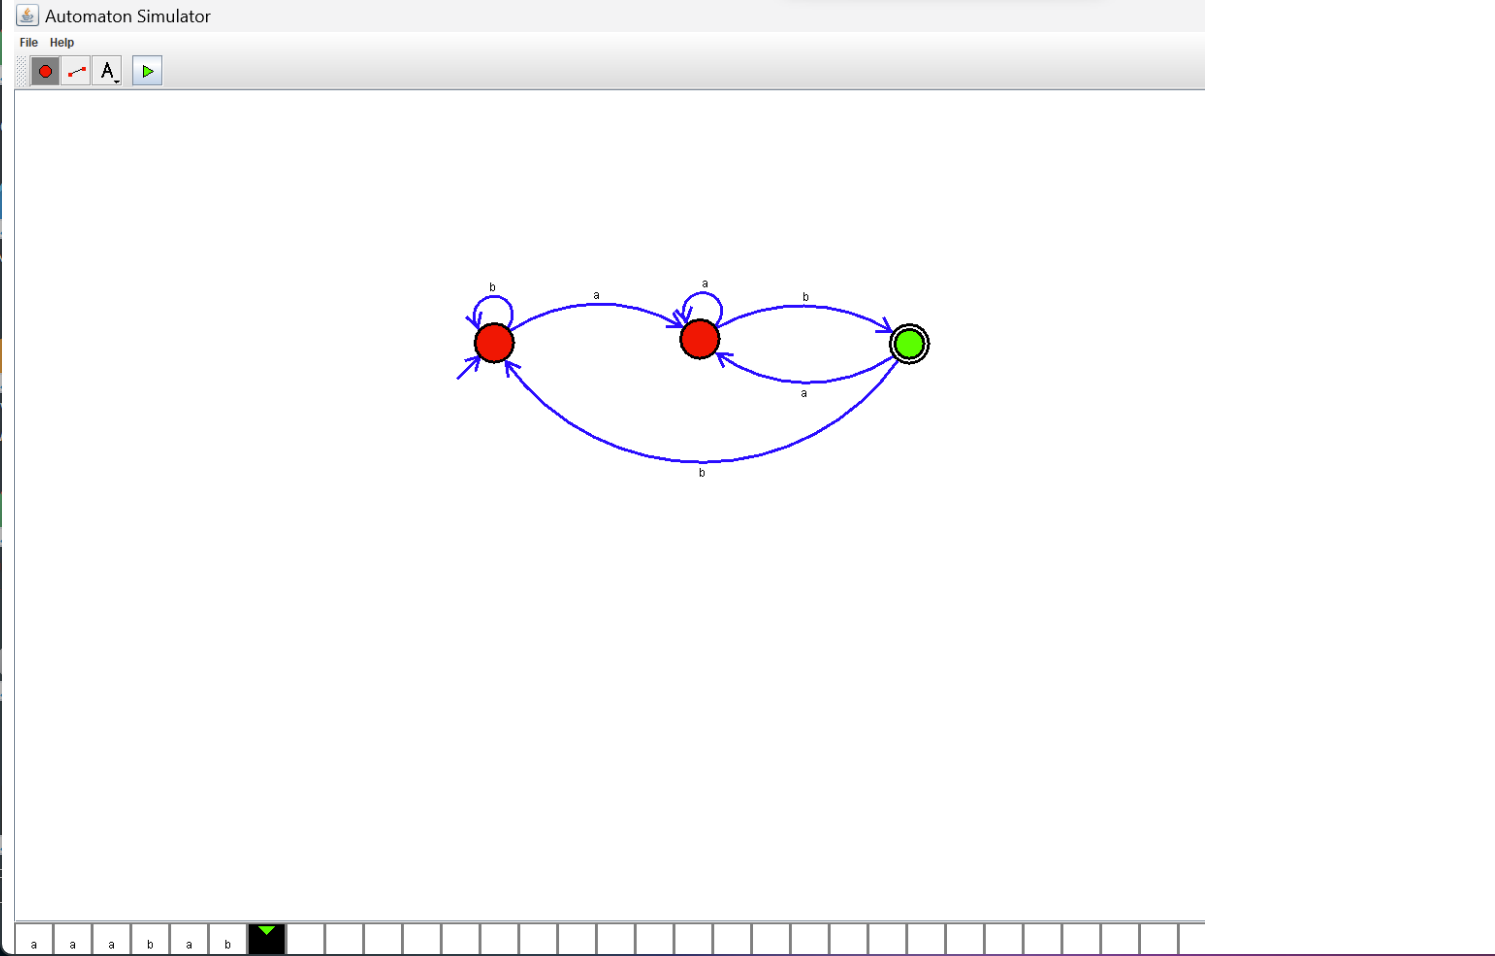 Automaton Simulator
File Help
A
b a a b
a
b
a a a b a b